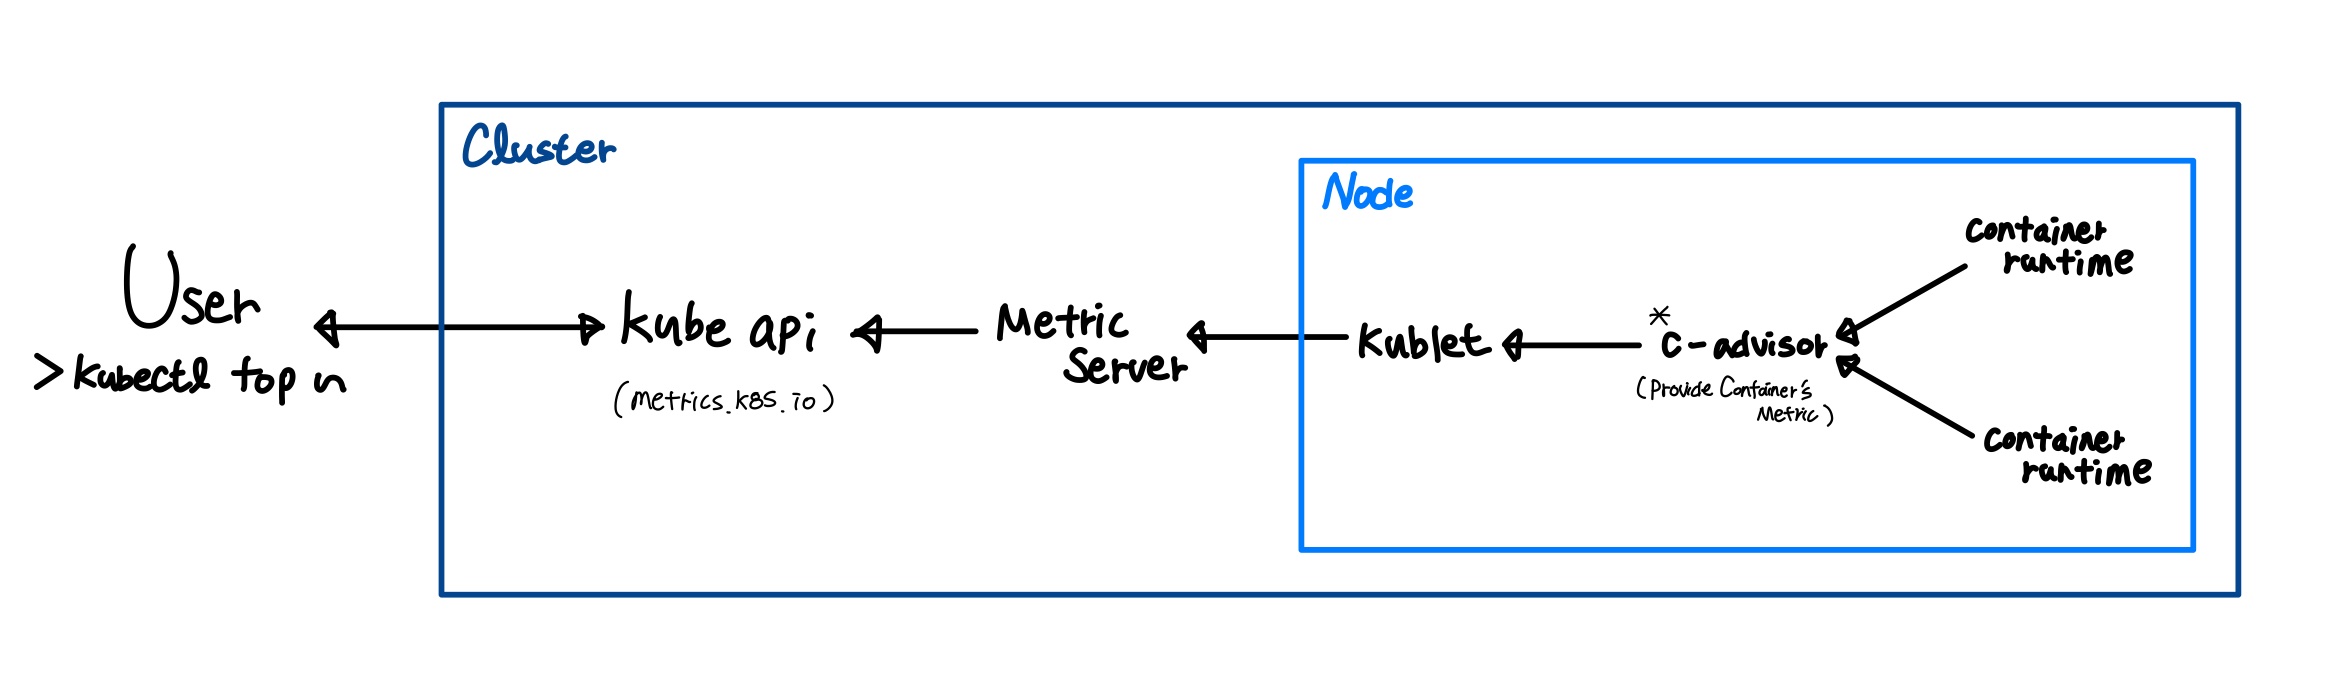 Cluster
Node
User
>kubectl top n
kube api
(metrics.k8s.io)
Metric
Server
Kublet
*
c-advisor
(Provide Container's
Metric)
Container
runtime
Container
runtime